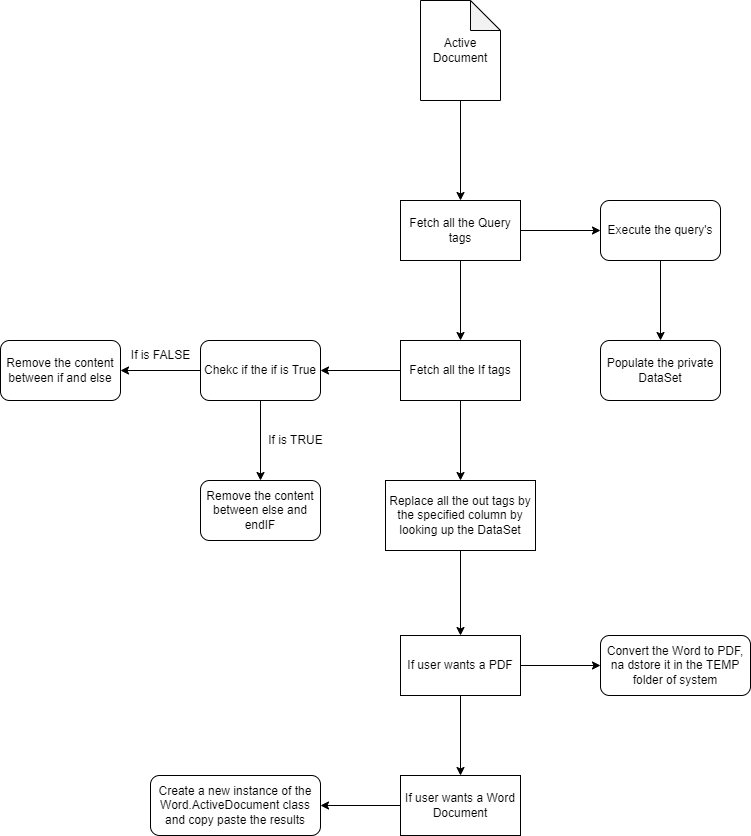 Active
Document
Fetch all the Query
tags
Execute the query's
If is FALSE
Remove the content
between if and else
Chekc if the if is True
Fetch all the If tags
Populate the private
DataSet
If is TRUE
Remove the content
between else and
endIF
Replace all the out tags by
the specified column by
looking up the DataSet
If user wants a PDF
Convert the Word to PDF,
na dstore it in the TEMP
folder of system
Create a new instance of the
Word.ActiveDocument class
and copy paste the results
If user wants a Word
Document